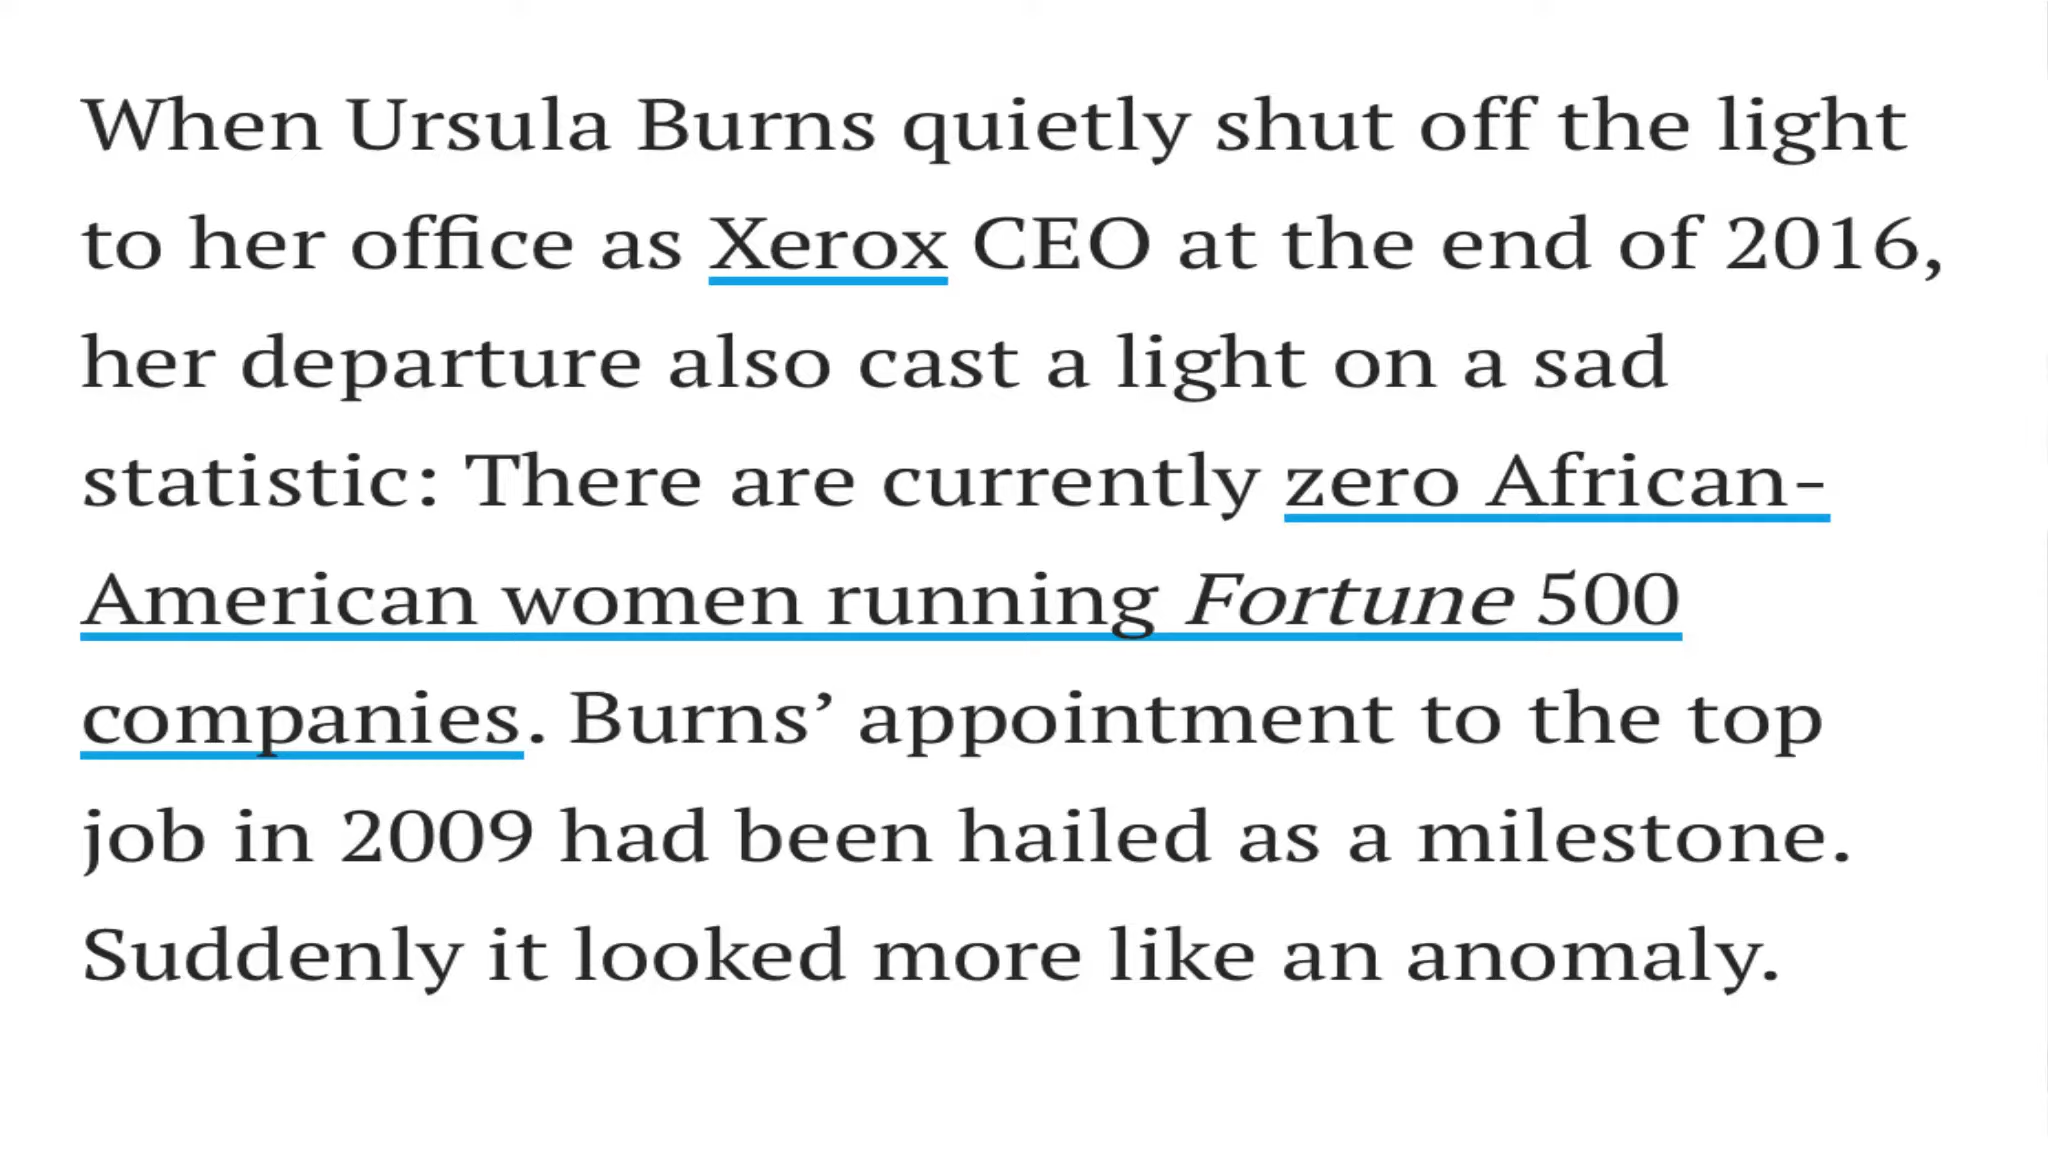 When Ursula Burns quietly shut off the light
to her office as Xerox CEO at the end of 2016,
her departure also cast a light on a sad
statistic: There are currently zero African-
American women running Fortune 500
companies. Burns’ appointment to the top
job in 2009 had been hailed as a milestone.
Suddenly it looked more like an anomaly.